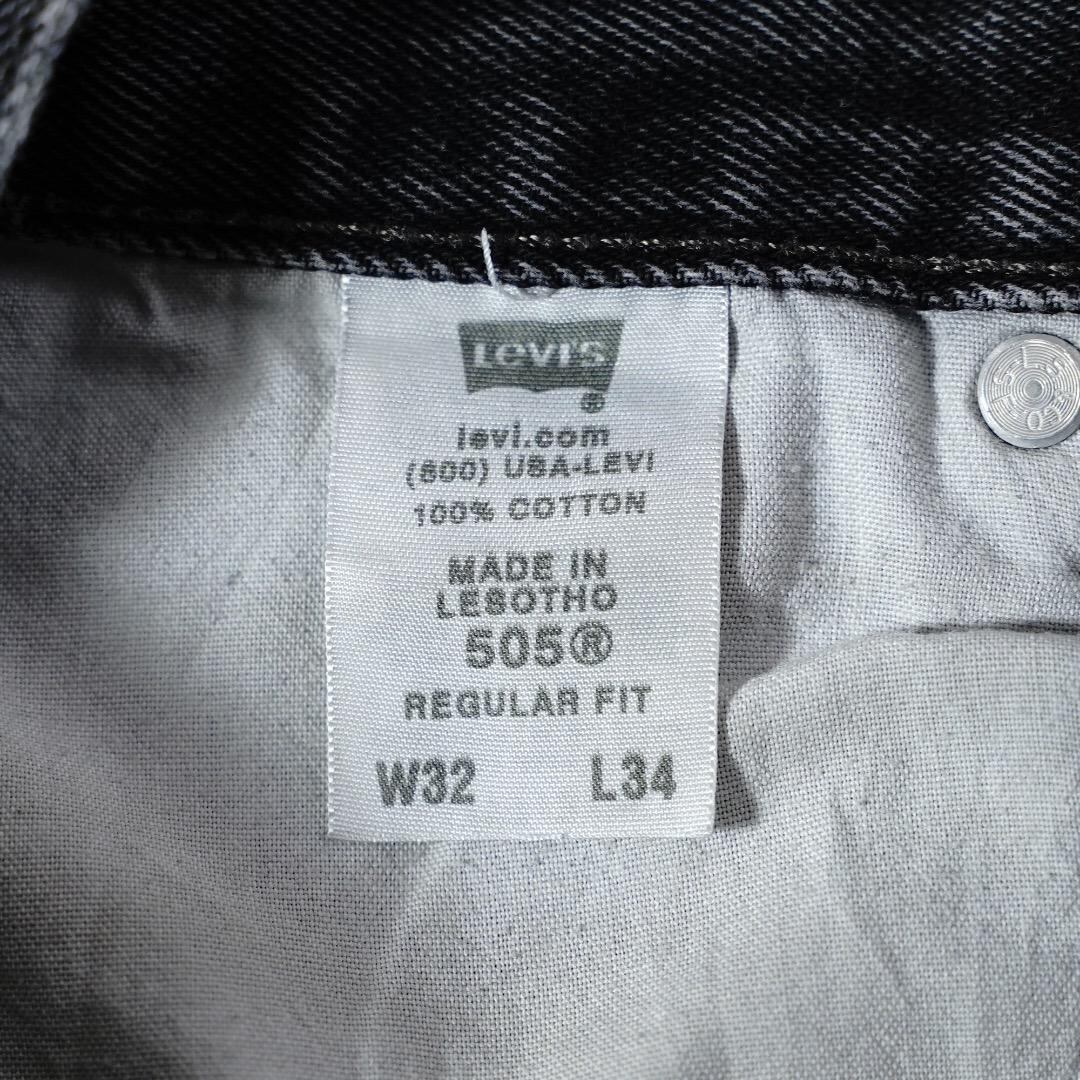 Levi's
®
levi.com
(800) USA-LEVI
100% COTTON
MADE IN
LESOTHO
505®
REGULAR FIT
W32 L34